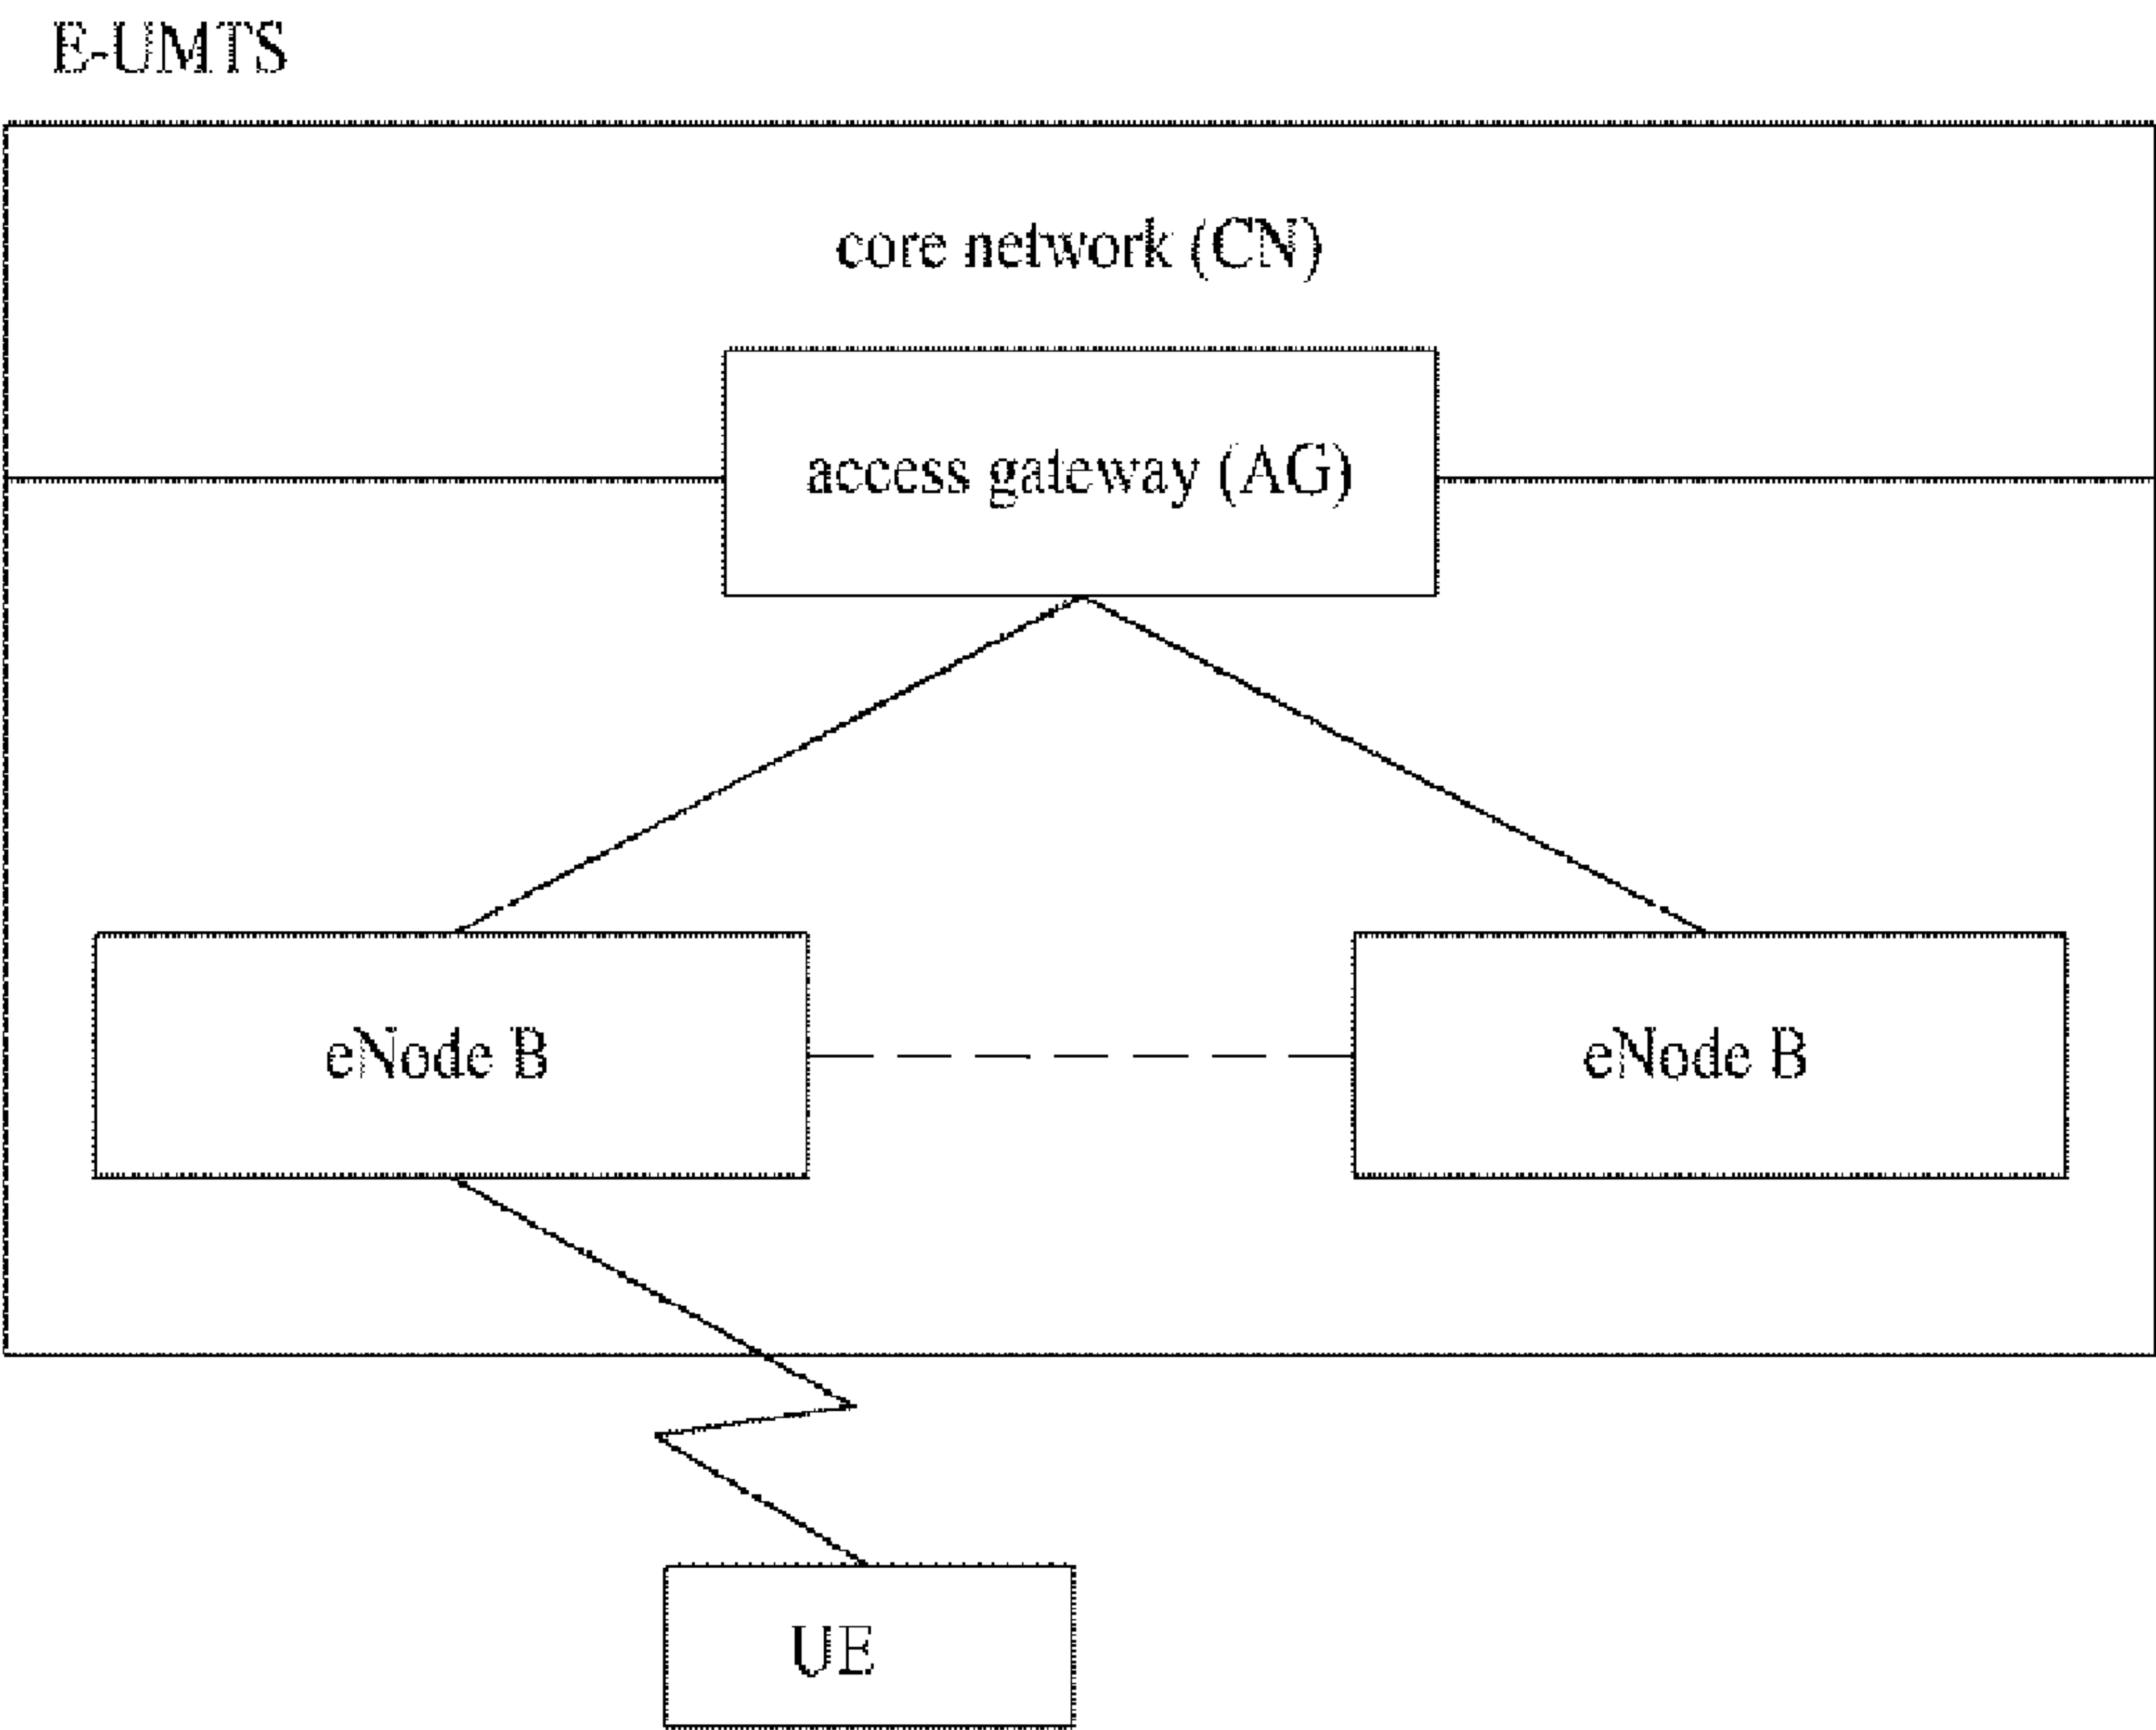 E-UMTS
core network (CN)
access gateway (AG)
eNode B
eNode B
UE